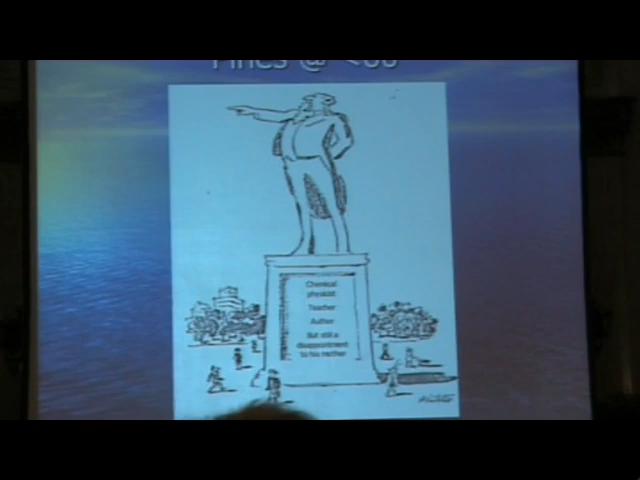 Chemical
physicist
Teacher
Author
But still a
disappointment
to his mother